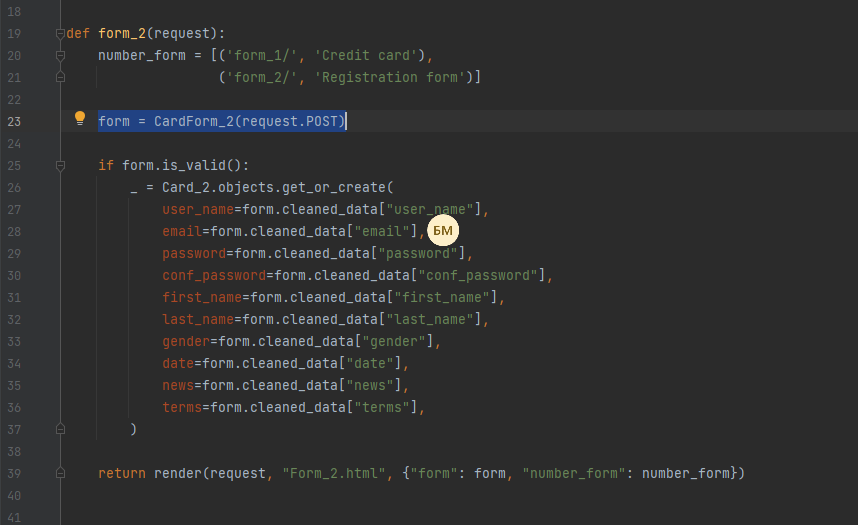 18
19 def form_2(request):
20 number_form = [('form_1/', 'Credit card'),
21 ('form_2/', 'Registration form')]
22
23 form = CardForm_2(request.POST)
24
25 if form.is_valid():
26 _ = Card_2.objects.get_or_create(
27 user_name=form.cleaned_data["user_name"],
28 email=form.cleaned_data["email"], БМ
29 password=form.cleaned_data["password"],
30 conf_password=form.cleaned_data["conf_password"],
31 first_name=form.cleaned_data["first_name"],
32 last_name=form.cleaned_data["last_name"],
33 gender=form.cleaned_data["gender"],
34 date=form.cleaned_data["date"],
35 news=form.cleaned_data["news"],
36 terms=form.cleaned_data["terms"],
37 )
38
39 return render(request, "Form_2.html", {"form": form, "number_form": number_form})
40
41